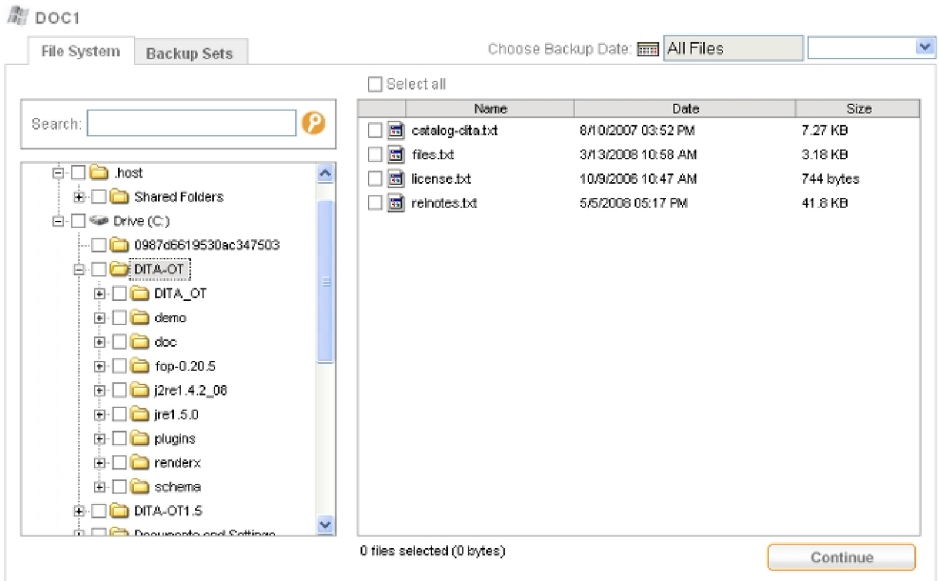 DOC1
File System Backup Sets Choose Backup Date: All Files
Select all
Search:
Name Date Size
catalog-dita.txt 8/10/2007 03:52 PM 7.27 KB
files.txt 3/13/2008 10:58 AM 3.18 KB
license.txt 10/9/2006 10:47 AM 744 bytes
relnotes.txt 5/5/2008 05:17 PM 41.8 KB
.host
Shared Folders
Drive (C:)
0987d6619530ac347503
DITA-OT
DITA_OT
demo
doc
fop-0.20.5
j2re1.4.2_08
jre1.5.0
plugins
renderx
schema
DITA-OT1.5
Documents and Settings
0 files selected (0 bytes)
Continue